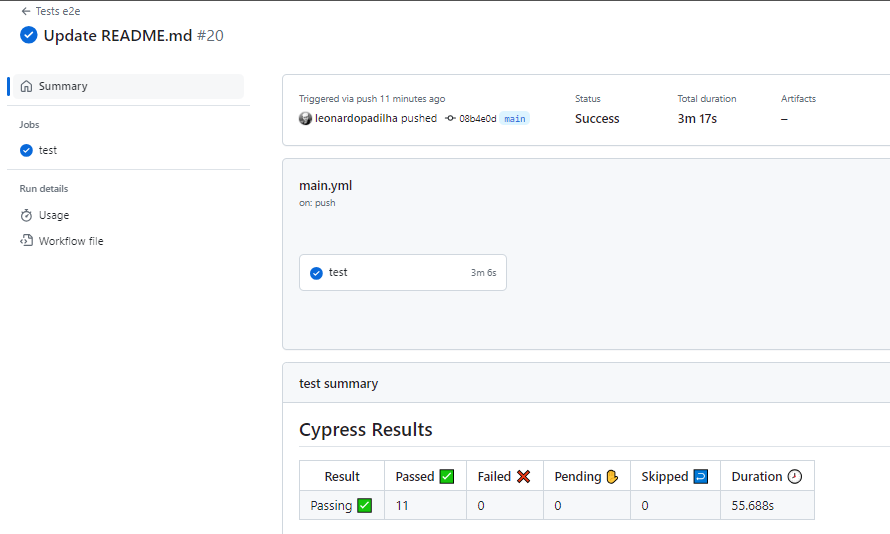 ← Tests e2e
Update README.md #20
Summary
Jobs
test
Run details
Usage
Workflow file
Triggered via push 11 minutes ago
leonardopadilha pushed 08b4e0d main
Status
Success
Total duration
3m 17s
Artifacts
–
main.yml
on: push
test 3m 6s
test summary
Cypress Results
Result Passed ✅ Failed ❌ Pending ✋ Skipped ↩️ Duration 🕗
Passing ✅ 11 0 0 0 55.688s